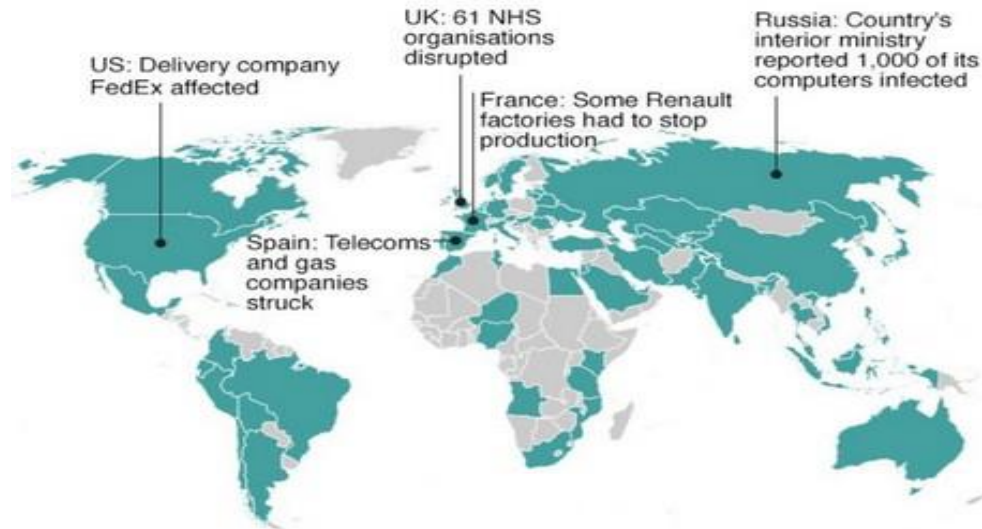 US: Delivery company
FedEx affected
UK: 61 NHS
organisations
disrupted
Russia: Country's
interior ministry
reported 1,000 of its
computers infected
France: Some Renault
factories had to stop
production
Spain: Telecoms
and gas
companies
struck